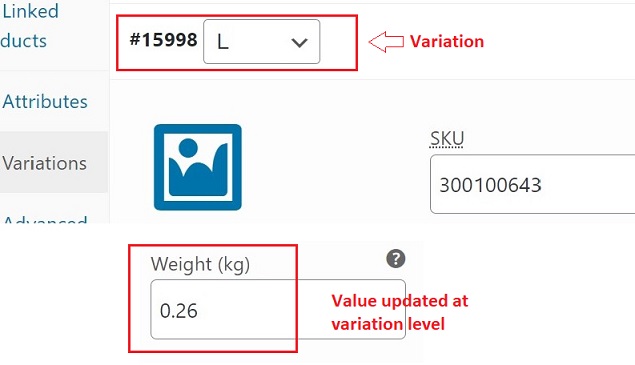 Linked
ducts
#15998
L
Variation
Attributes
Variations
Advanced
SKU
300100643
Weight (kg)
?
0.26
Value updated at
variation level